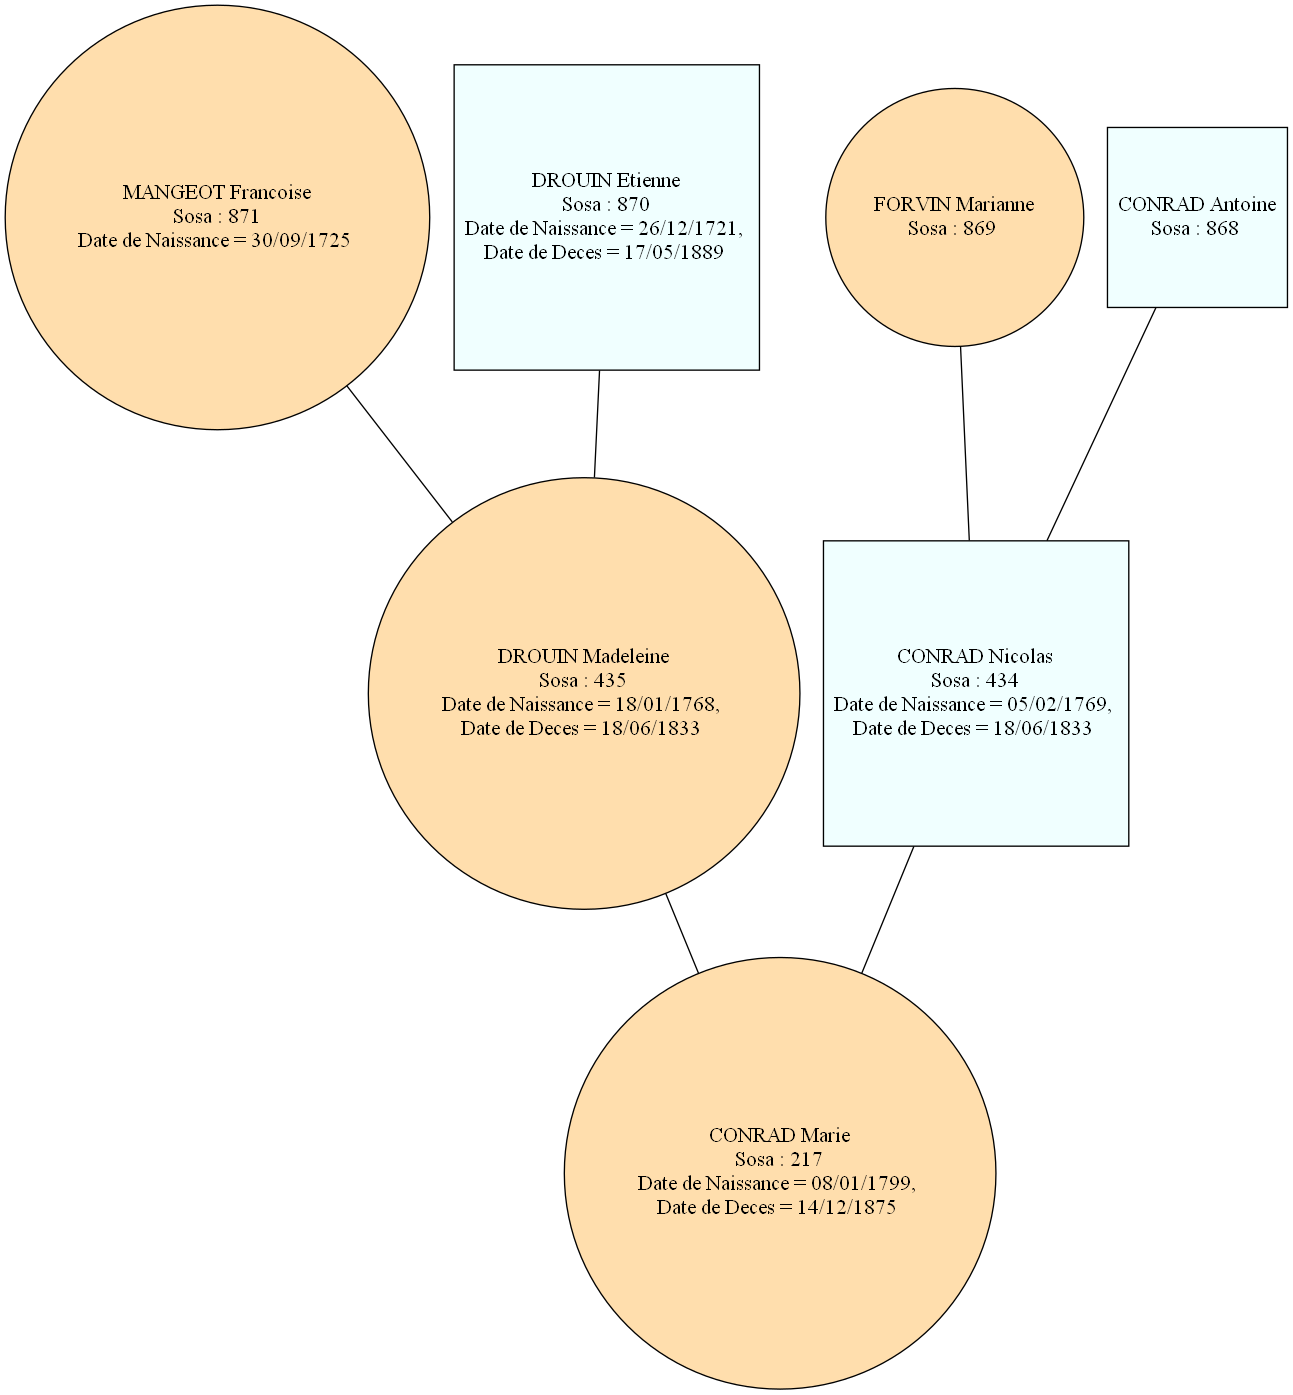 MANGEOT Francoise
Sosa : 871
Date de Naissance = 30/09/1725
DROUIN Etienne
Sosa : 870
Date de Naissance = 26/12/1721,
Date de Deces = 17/05/1889
FORVIN Marianne
Sosa : 869
CONRAD Antoine
Sosa : 868
DROUIN Madeleine
Sosa : 435
Date de Naissance = 18/01/1768,
Date de Deces = 18/06/1833
CONRAD Nicolas
Sosa : 434
Date de Naissance = 05/02/1769,
Date de Deces = 18/06/1833
CONRAD Marie
Sosa : 217
Date de Naissance = 08/01/1799,
Date de Deces = 14/12/1875